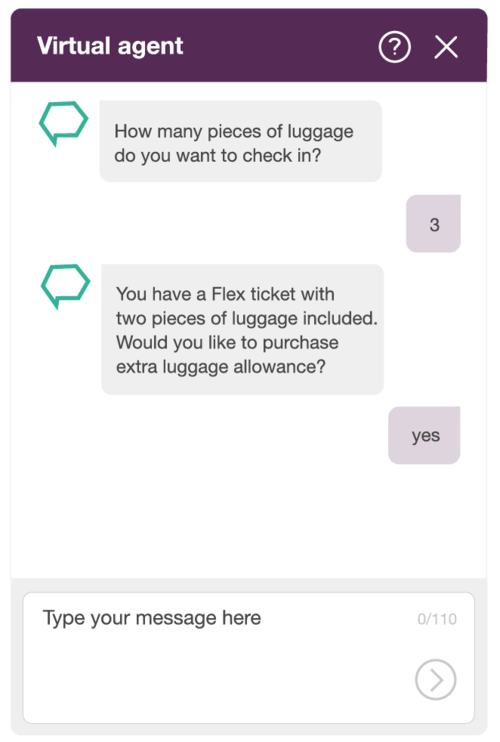 Virtual agent
?
How many pieces of luggage
do you want to check in?
3
You have a Flex ticket with
two pieces of luggage included.
Would you like to purchase
extra luggage allowance?
yes
Type your message here
0/110